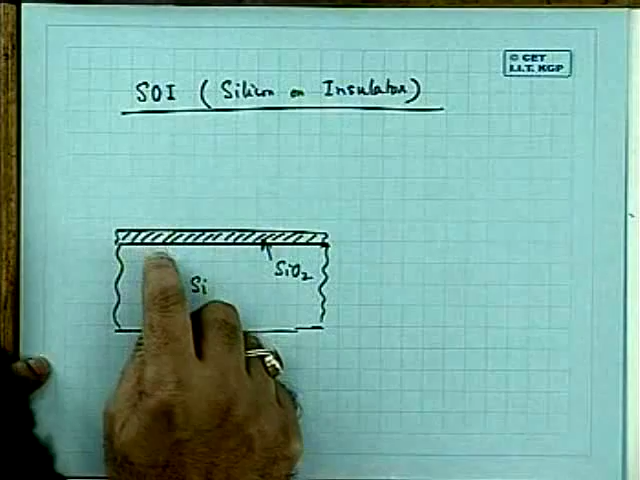 © CET
I.I.T. KGP
SOI (Silicon on Insulator)
SiO2
Si